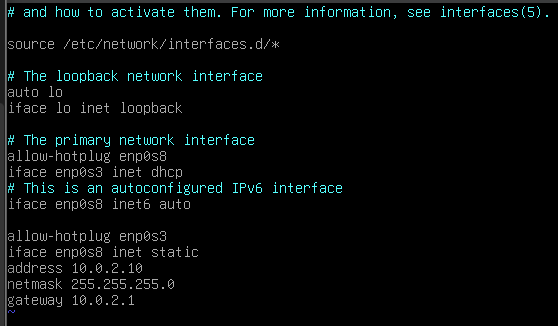 # and how to activate them. For more information, see interfaces(5).
source /etc/network/interfaces.d/*
# The loopback network interface
auto lo
iface lo inet loopback
# The primary network interface
allow-hotplug enp0s8
iface enp0s3 inet dhcp
# This is an autoconfigured IPv6 interface
iface enp0s8 inet6 auto
allow-hotplug enp0s3
iface enp0s8 inet static
address 10.0.2.10
netmask 255.255.255.0
gateway 10.0.2.1
~